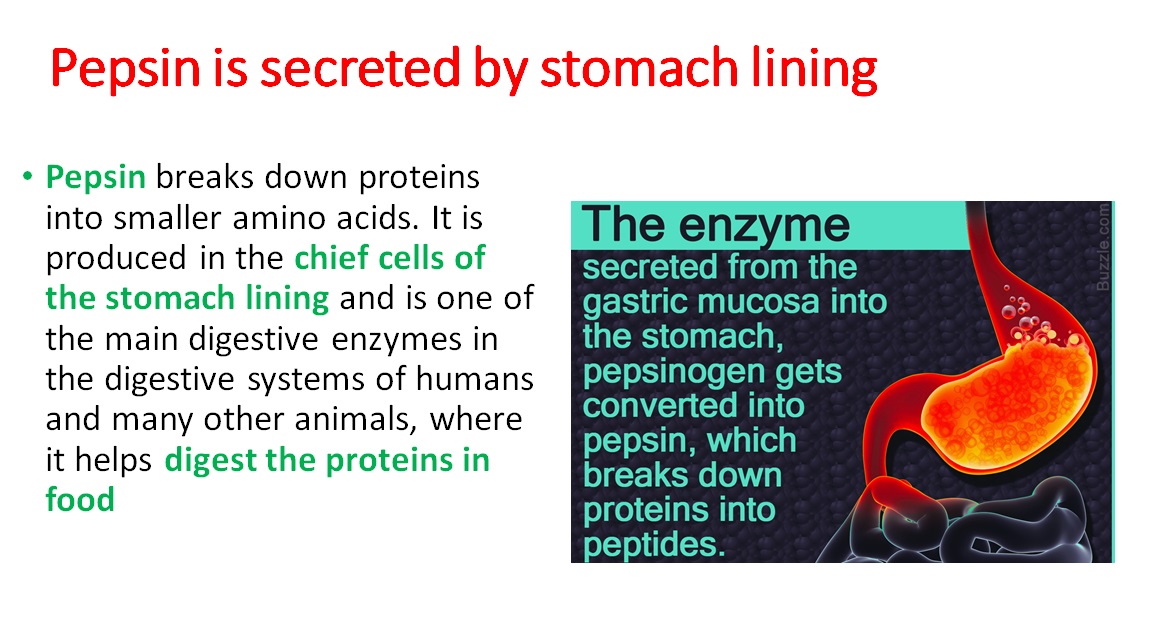 Pepsin is secreted by stomach lining
• Pepsin breaks down proteins
into smaller amino acids. It is
produced in the chief cells of
the stomach lining and is one of
the main digestive enzymes in
the digestive systems of humans
and many other animals, where
it helps digest the proteins in
food
The enzyme
secreted from the
gastric mucosa into
the stomach,
pepsinogen gets
converted into
pepsin, which
breaks down
proteins into
peptides.
Buzzle.com